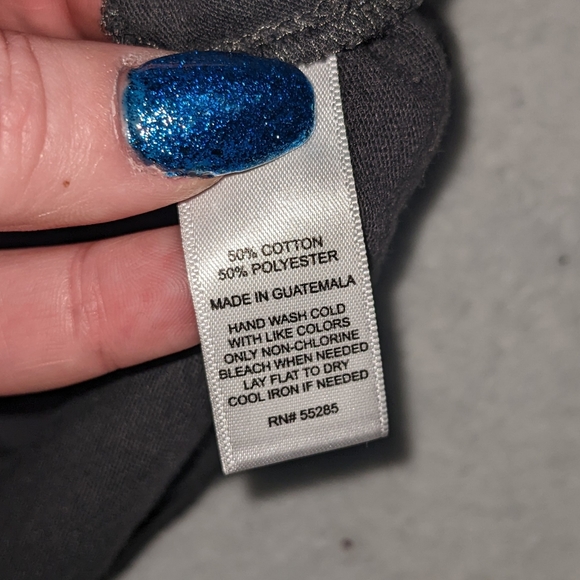 50% COTTON
50% POLYESTER
MADE IN GUATEMALA
HAND WASH COLD
WITH LIKE COLORS
ONLY NON-CHLORINE
BLEACH WHEN NEEDED
LAY FLAT TO DRY
COOL IRON IF NEEDED
RN# 55285